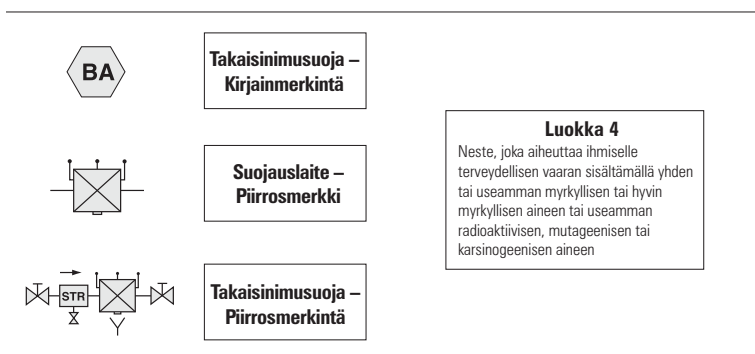 BA
Takaisinimusuoja –
Kirjainmerkintä
Suojauslaite –
Piirrosmerkki
STR
Takaisinimusuoja –
Piirrosmerkintä
Luokka 4
Neste, joka aiheuttaa ihmiselle
terveydellisen vaaran sisältämällä yhden
tai useamman myrkyllisen tai hyvin
myrkyllisen aineen tai useamman
radioaktiivisen, mutageenisen tai
karsinogeenisen aineen